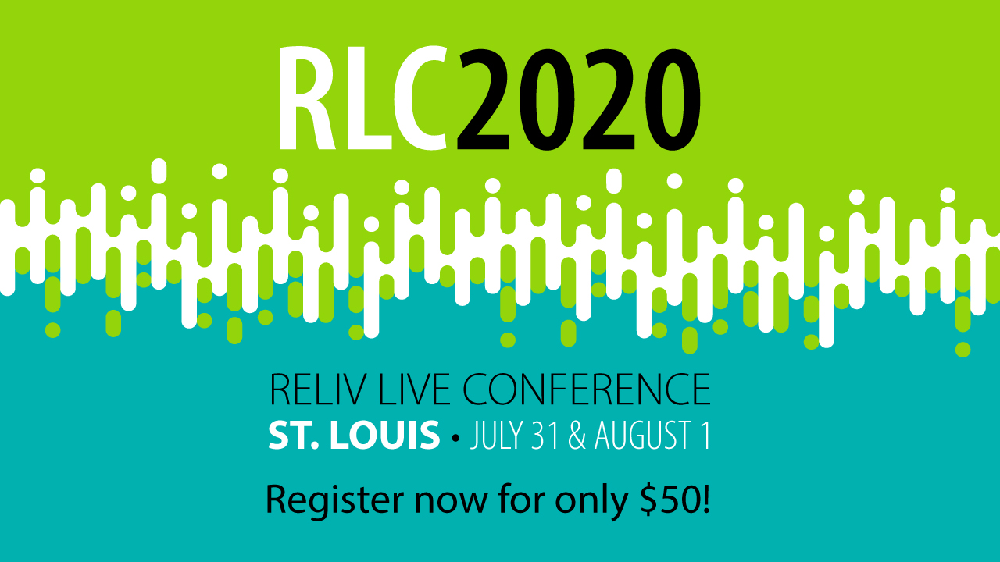 RLC2020
RELIV LIVE CONFERENCE
ST. LOUIS • JULY 31 & AUGUST 1
Register now for only $50!